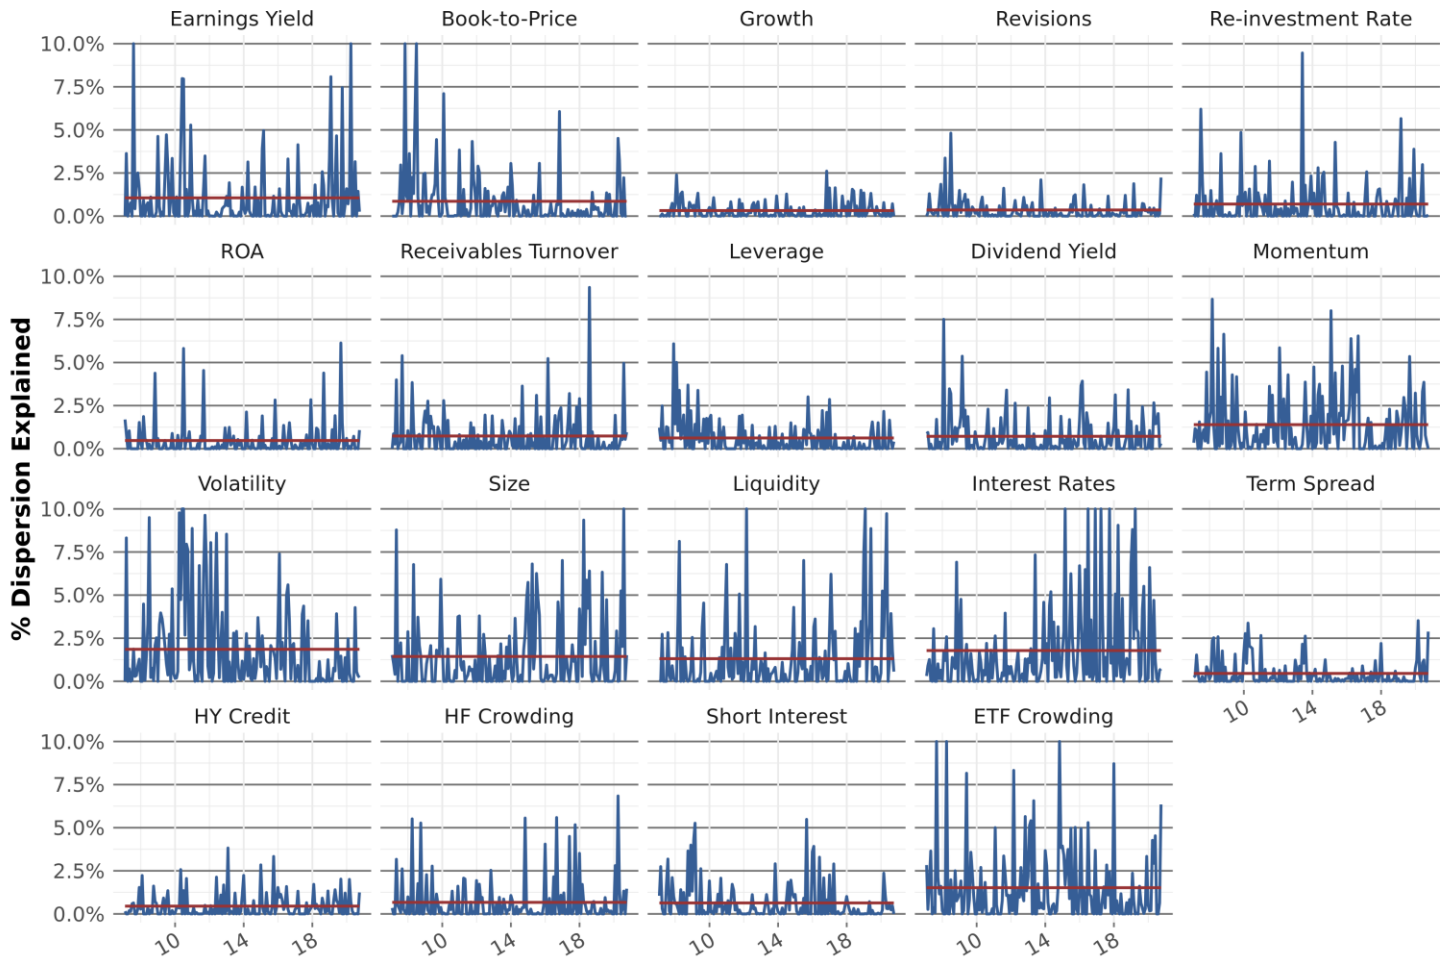 Earnings Yield Book-to-Price Growth Revisions Re-investment Rate
10.0%
7.5%
5.0%
2.5%
0.0%
ROA Receivables Turnover Leverage Dividend Yield Momentum
10.0%
7.5%
5.0%
2.5%
0.0%
% Dispersion Explained
Volatility Size Liquidity Interest Rates Term Spread
10.0%
7.5%
5.0%
2.5%
0.0%
10 14 18
HY Credit HF Crowding Short Interest ETF Crowding
10.0%
7.5%
5.0%
2.5%
0.0%
10 14 18 10 14 18 10 14 18 10 14 18